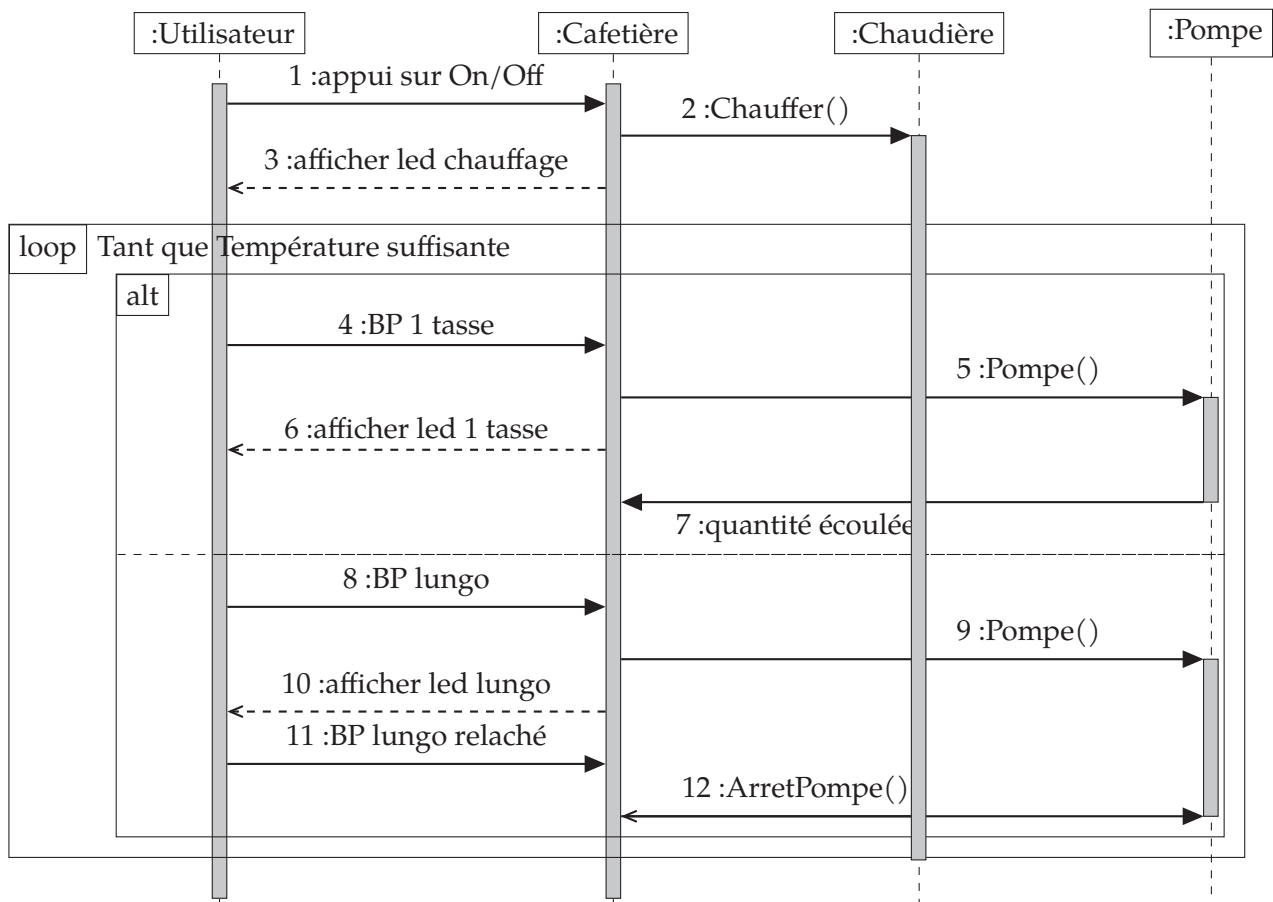 :Utilisateur
:Cafetière
:Chaudière
:Pompe
1 :appui sur On/Off
2 :Chauffer()
3 :afficher led chauffage
loop Tant que Température suffisante
alt
4 :BP 1 tasse
5 :Pompe()
6 :afficher led 1 tasse
7 :quantité écoulée
8 :BP lungo
9 :Pompe()
10 :afficher led lungo
11 :BP lungo relaché
12 :ArretPompe()